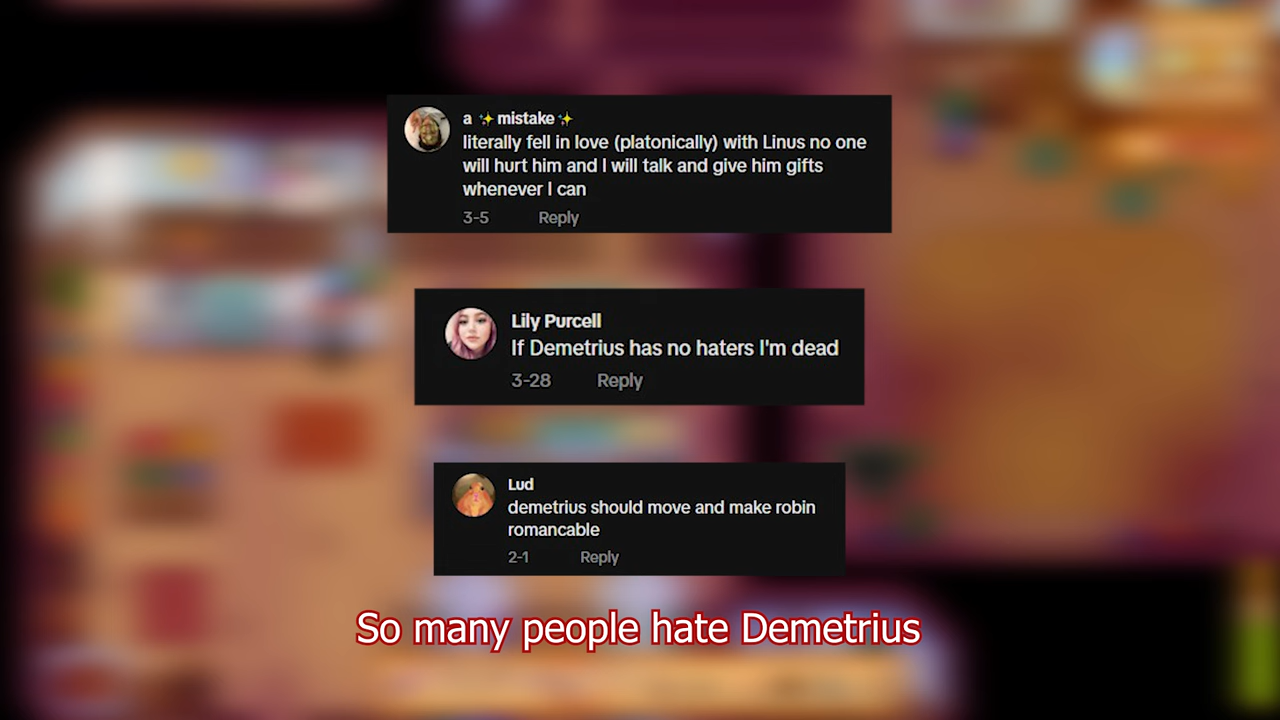 a ✨mistake✨
literally fell in love (platonically) with Linus no one
will hurt him and I will talk and give him gifts
whenever I can
3-5 Reply
Lily Purcell
If Demetrius has no haters I'm dead
3-28 Reply
Lud
demetrius should move and make robin
romancable
2-1 Reply
So many people hate Demetrius